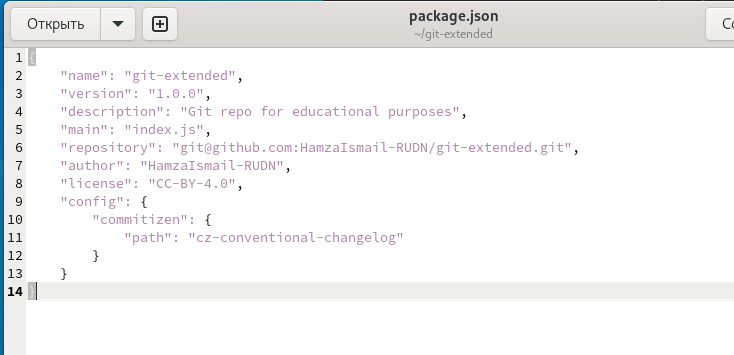 Открыть
package.json
~/git-extended
1 {
2     "name": "git-extended",
3     "version": "1.0.0",
4     "description": "Git repo for educational purposes",
5     "main": "index.js",
6     "repository": "git@github.com:HamzaIsmail-RUDN/git-extended.git",
7     "author": "HamzaIsmail-RUDN",
8     "license": "CC-BY-4.0",
9     "config": {
10         "commitizen": {
11             "path": "cz-conventional-changelog"
12         }
13     }
14 }